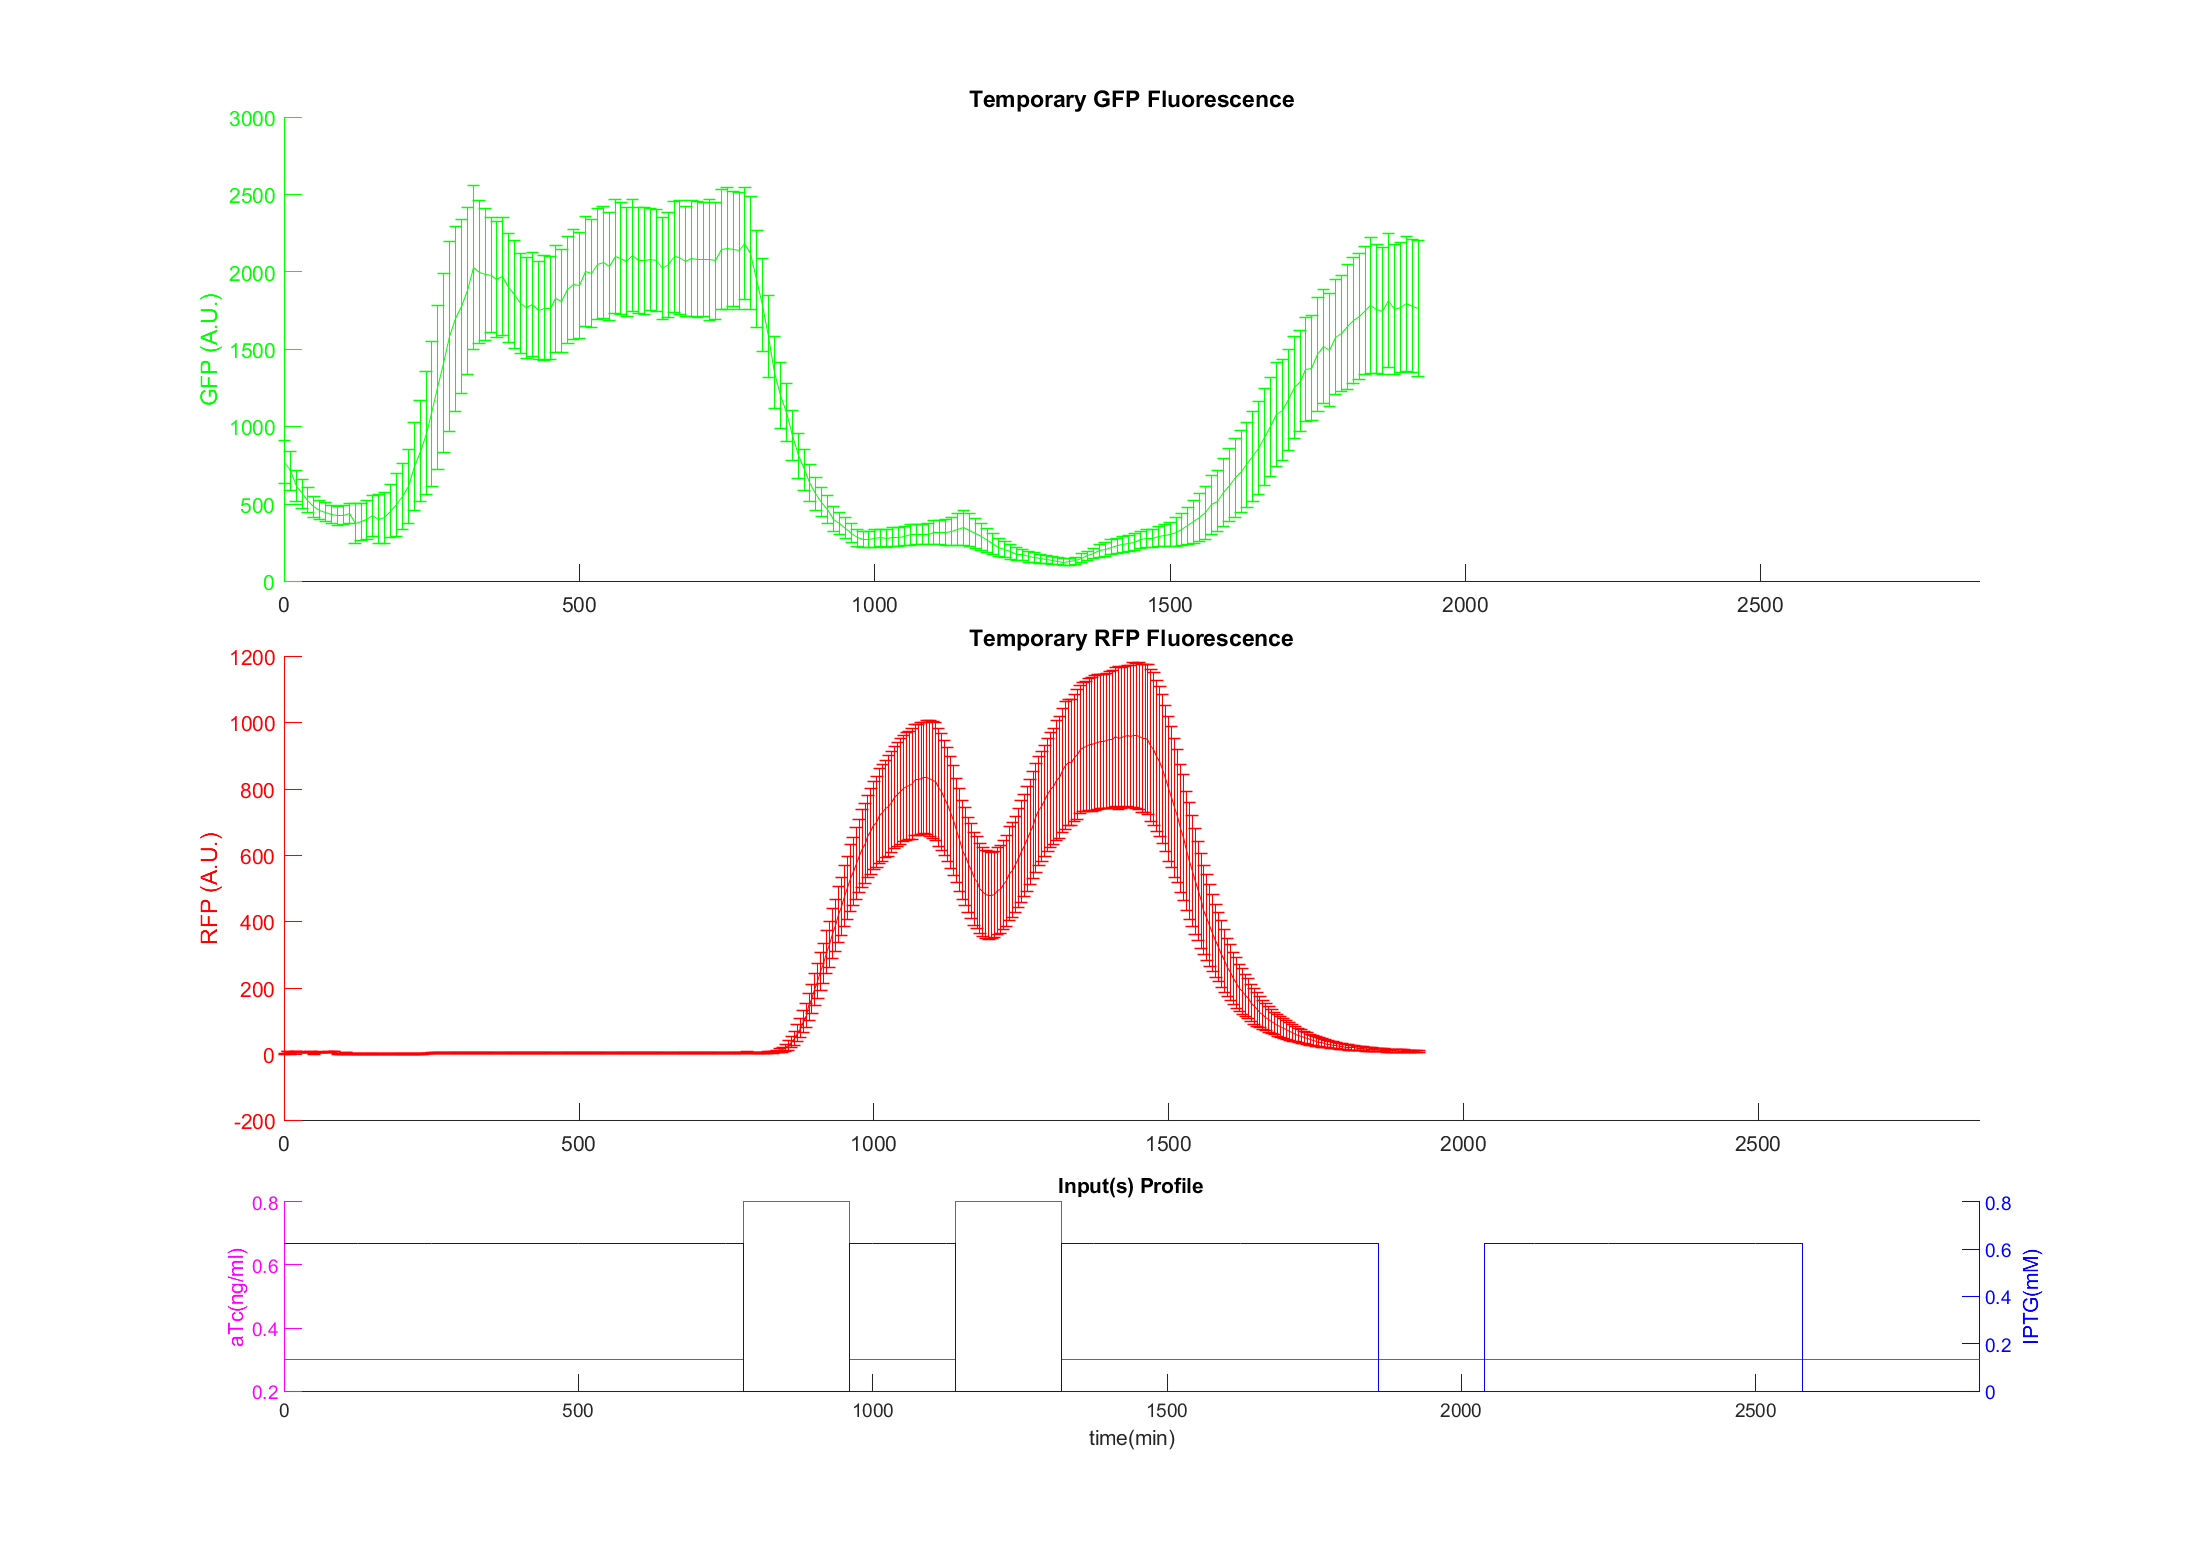 Temporary GFP Fluorescence
3000
2500
2000
1500
1000
500
0
GFP (A.U.)
0 500 1000 1500 2000 2500
Temporary RFP Fluorescence
1200
1000
800
600
400
200
0
-200
RFP (A.U.)
0 500 1000 1500 2000 2500
Input(s) Profile
0.8
0.6
0.4
0.2
aTc(ng/ml)
0.8
0.6
0.4
0.2
0
IPTG(mM)
0 500 1000 1500 2000 2500
time(min)